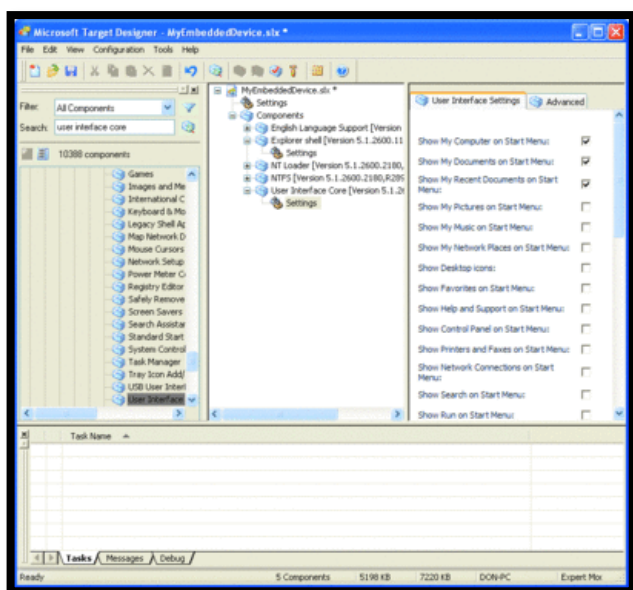 Microsoft Target Designer - MyEmbeddedDevice.slx *
File Edit View Configuration Tools Help
Filter: All Components
Search: user interface core
10388 components
Games
Images and Me
International C
Keyboard & Mo
Legacy Shell Ap
Map Network D
Mouse Cursors
Network Setup
Power Meter C
Registry Editor
Safely Remove
Screen Savers
Search Assistar
Standard Start
System Control
Task Manager
Tray Icon Add/
USB User Interf
User Interface
MyEmbeddedDevice.slx *
Settings
Components
English Language Support [Version
Explorer shell [Version 5.1.2600.11
Settings
NT Loader [Version 5.1.2600.2180,
NTFS [Version 5.1.2600.2180,R289
User Interface Core [Version 5.1.2
Settings
User Interface Settings Advanced
Show My Computer on Start Menu:
Show My Documents on Start Menu:
Show My Recent Documents on Start
Menu:
Show My Pictures on Start Menu:
Show My Music on Start Menu:
Show My Network Places on Start Menu:
Show Desktop icons:
Show Favorites on Start Menu:
Show Help and Support on Start Menu:
Show Control Panel on Start Menu:
Show Printers and Faxes on Start Menu:
Show Network Connections on Start
Menu:
Show Search on Start Menu:
Show Run on Start Menu:
Task Name
Tasks Messages Debug
Ready 5 Components 5198 KB 7220 KB DON-PC Expert Mo